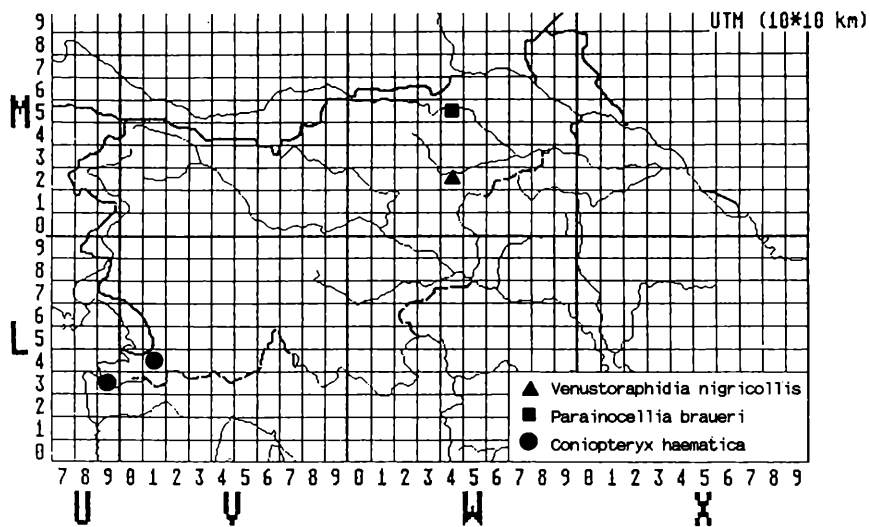 UTM (10*10 km)
9
8
7
6
M 5
4
3
2
1
0
9
8
7
6
L 5
4
3
2
1
0
▲ Venustoraphidia nigricollis
■ Parainocellia braueri
● Coniopteryx haematica
7 8 9 0 1 2 3 4 5 6 7 8 9 0 1 2 3 4 5 6 7 8 9 0 1 2 3 4 5 6 7 8 9
U V W X